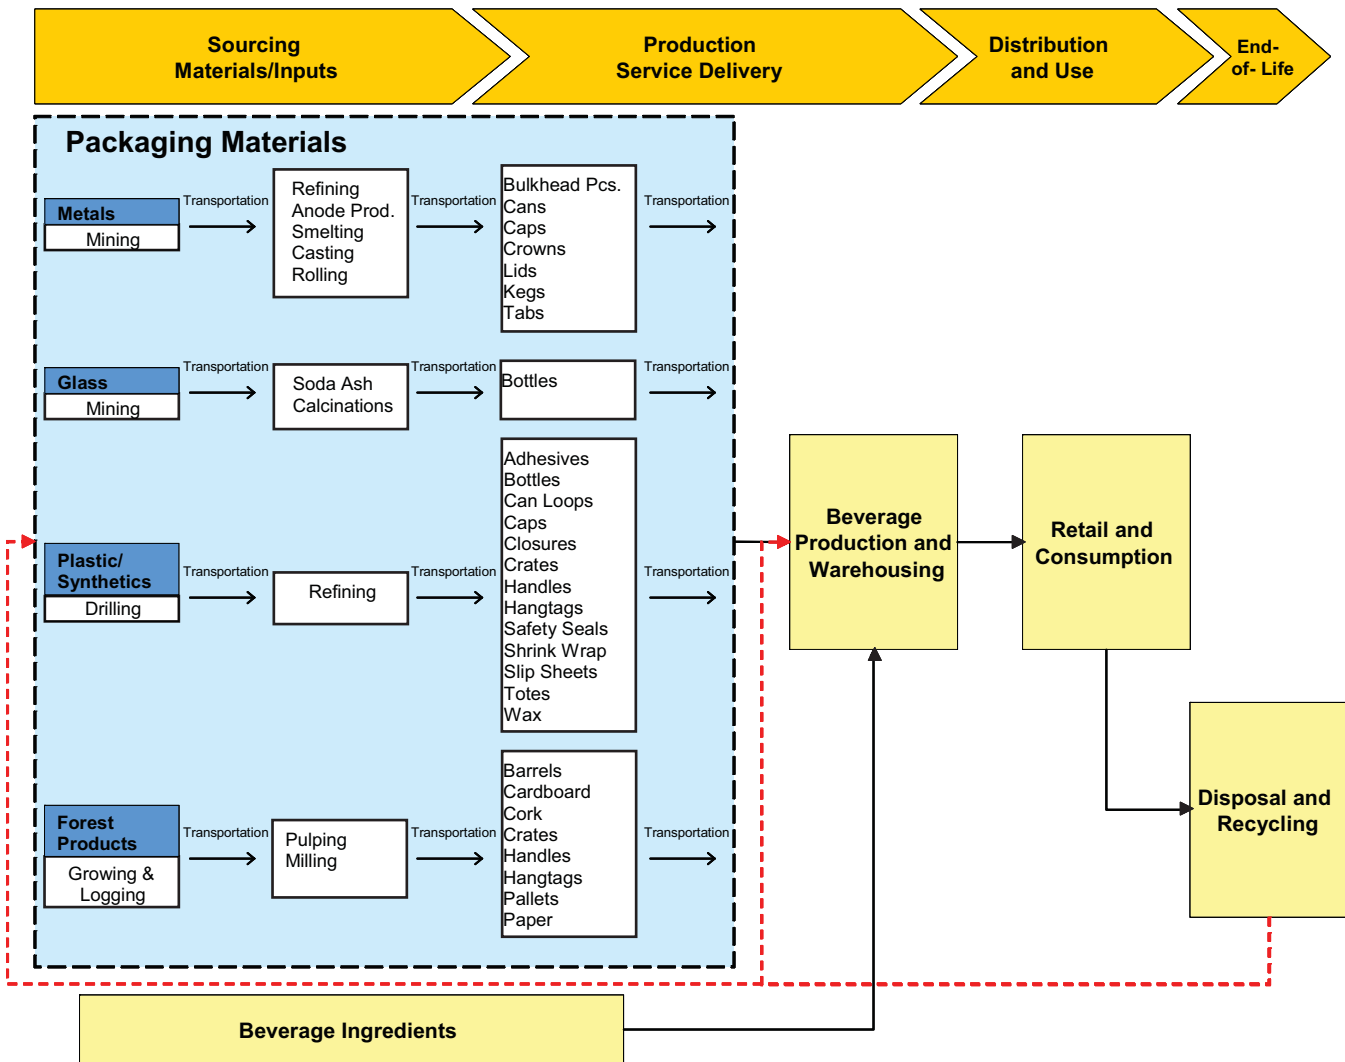 Sourcing
Materials/Inputs
Production
Service Delivery
Distribution
and Use
End-
of- Life
Packaging Materials
Metals
Mining
Transportation
Refining
Anode Prod.
Smelting
Casting
Rolling
Transportation
Bulkhead Pcs.
Cans
Caps
Crowns
Lids
Kegs
Tabs
Transportation
Glass
Mining
Transportation
Soda Ash
Calcinations
Transportation
Bottles
Transportation
Plastic/
Synthetics
Drilling
Transportation
Refining
Transportation
Adhesives
Bottles
Can Loops
Caps
Closures
Crates
Handles
Hangtags
Safety Seals
Shrink Wrap
Slip Sheets
Totes
Wax
Transportation
Forest
Products
Growing &
Logging
Transportation
Pulping
Milling
Transportation
Barrels
Cardboard
Cork
Crates
Handles
Hangtags
Pallets
Paper
Transportation
Beverage
Production and
Warehousing
Retail and
Consumption
Disposal and
Recycling
Beverage Ingredients